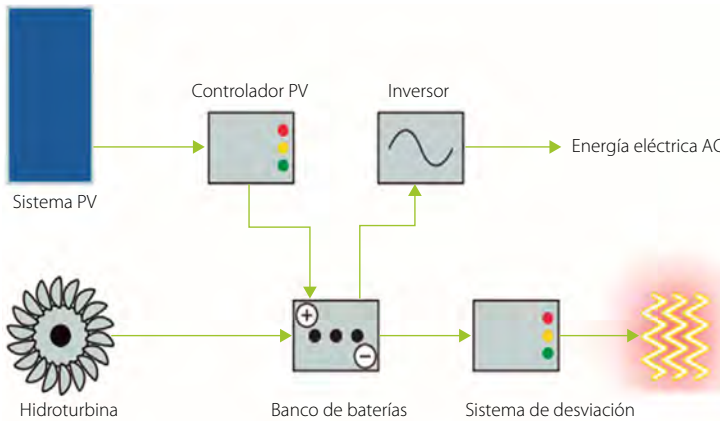 Controlador PV
Inversor
Energía eléctrica AC
Sistema PV
Hidroturbina
Banco de baterías
Sistema de desviación